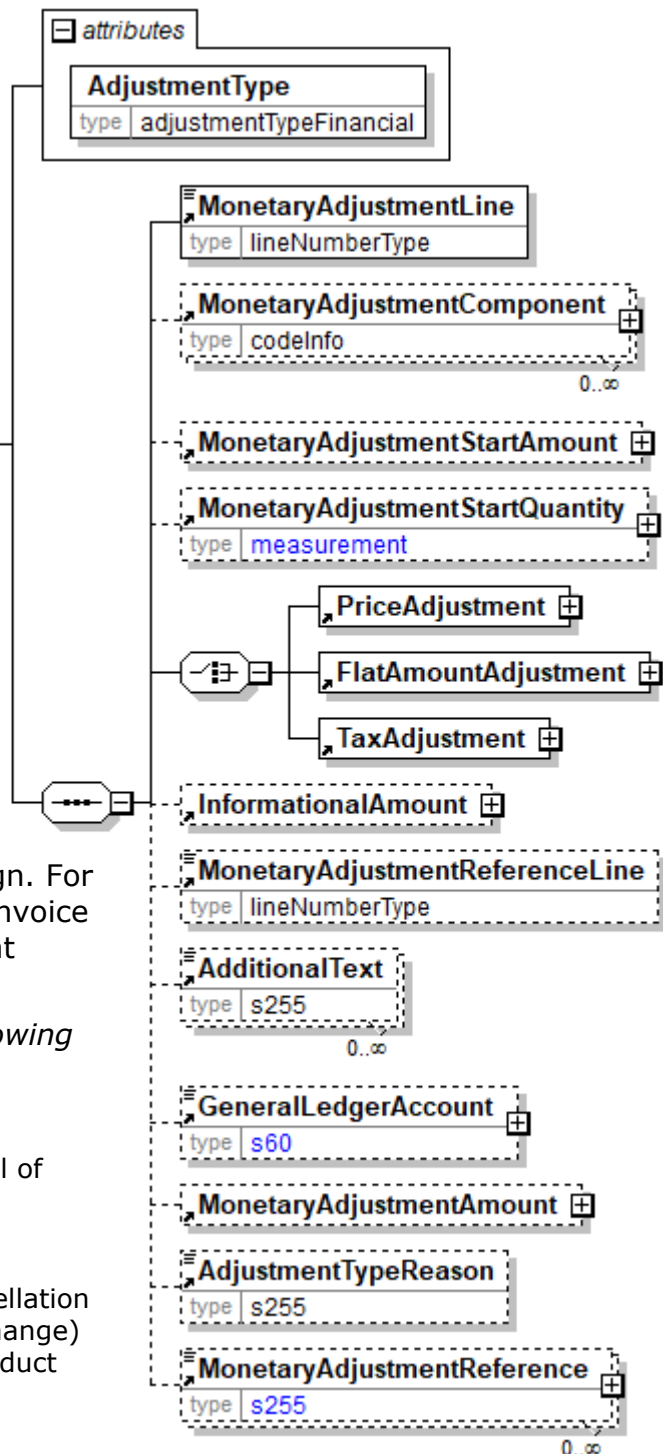 attributes
AdjustmentType
type adjustmentTypeFinancial
MonetaryAdjustmentLine
type lineNumberType
MonetaryAdjustmentComponent
type codeInfo
0..∞
MonetaryAdjustmentStartAmount
MonetaryAdjustmentStartQuantity
type measurement
PriceAdjustment
FlatAmountAdjustment
TaxAdjustment
InformationalAmount
MonetaryAdjustmentReferenceLine
type lineNumberType
AdditionalText
type s255
0..∞
GeneralLedgerAccount
type s60
MonetaryAdjustmentAmount
AdjustmentTypeReason
type s255
MonetaryAdjustmentReference
type s255
0..∞
gn. For
nvoice
t
owing
l of
ellation
hange)
duct